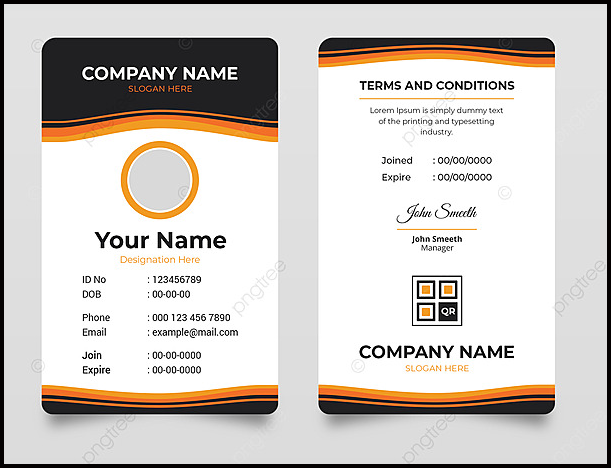 COMPANY NAME
SLOGAN HERE
Your Name
Designation Here
ID No : 123456789
DOB : 00-00-00
Phone : 000 123 456 7890
Email : example@mail.com
Join : 00-00-0000
Expire : 00-00-0000
TERMS AND CONDITIONS
Lorem Ipsum is simply dummy text
of the printing and typesetting
industry.
Joined : 00/00/0000
Expire : 00/00/0000
John Smeeth
John Smeeth
Manager
QR
COMPANY NAME
SLOGAN HERE
pngtree
pngtree
pngtree
pngtree